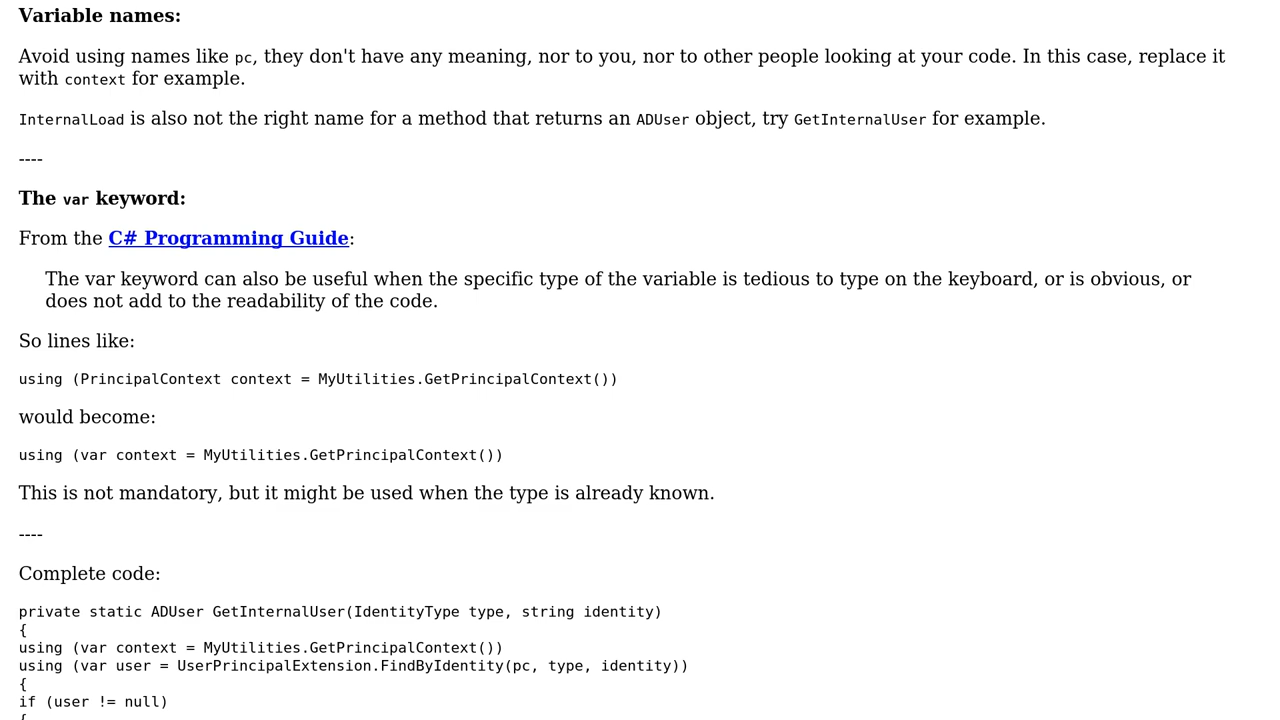 Variable names:
Avoid using names like pc, they don't have any meaning, nor to you, nor to other people looking at your code. In this case, replace it
with context for example.
InternalLoad is also not the right name for a method that returns an ADUser object, try GetInternalUser for example.
----
The var keyword:
From the C# Programming Guide:
The var keyword can also be useful when the specific type of the variable is tedious to type on the keyboard, or is obvious, or
does not add to the readability of the code.
So lines like:
using (PrincipalContext context = MyUtilities.GetPrincipalContext())
would become:
using (var context = MyUtilities.GetPrincipalContext())
This is not mandatory, but it might be used when the type is already known.
----
Complete code:
private static ADUser GetInternalUser(IdentityType type, string identity)
{
using (var context = MyUtilities.GetPrincipalContext())
using (var user = UserPrincipalExtension.FindByIdentity(pc, type, identity))
{
if (user != null)
{